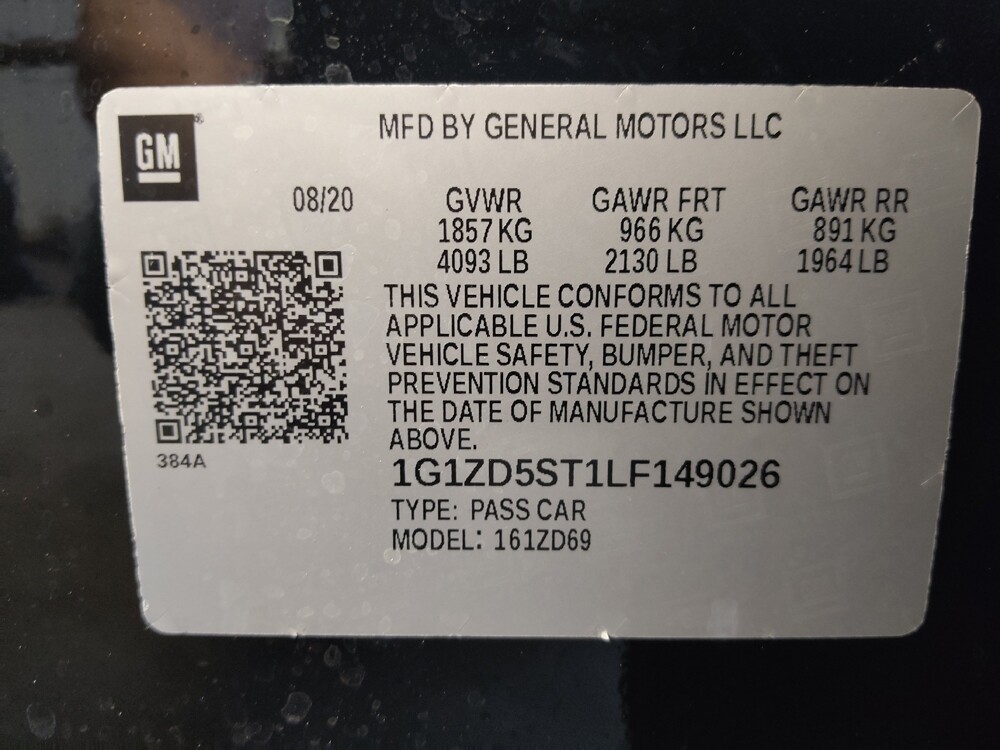 GM
MFD BY GENERAL MOTORS LLC
08/20 GVWR GAWR FRT GAWR RR
1857 KG 966 KG 891 KG
4093 LB 2130 LB 1964 LB
THIS VEHICLE CONFORMS TO ALL
APPLICABLE U.S. FEDERAL MOTOR
VEHICLE SAFETY, BUMPER, AND THEFT
PREVENTION STANDARDS IN EFFECT ON
THE DATE OF MANUFACTURE SHOWN
ABOVE.
384A
1G1ZD5ST1LF149026
TYPE: PASS CAR
MODEL: 161ZD69